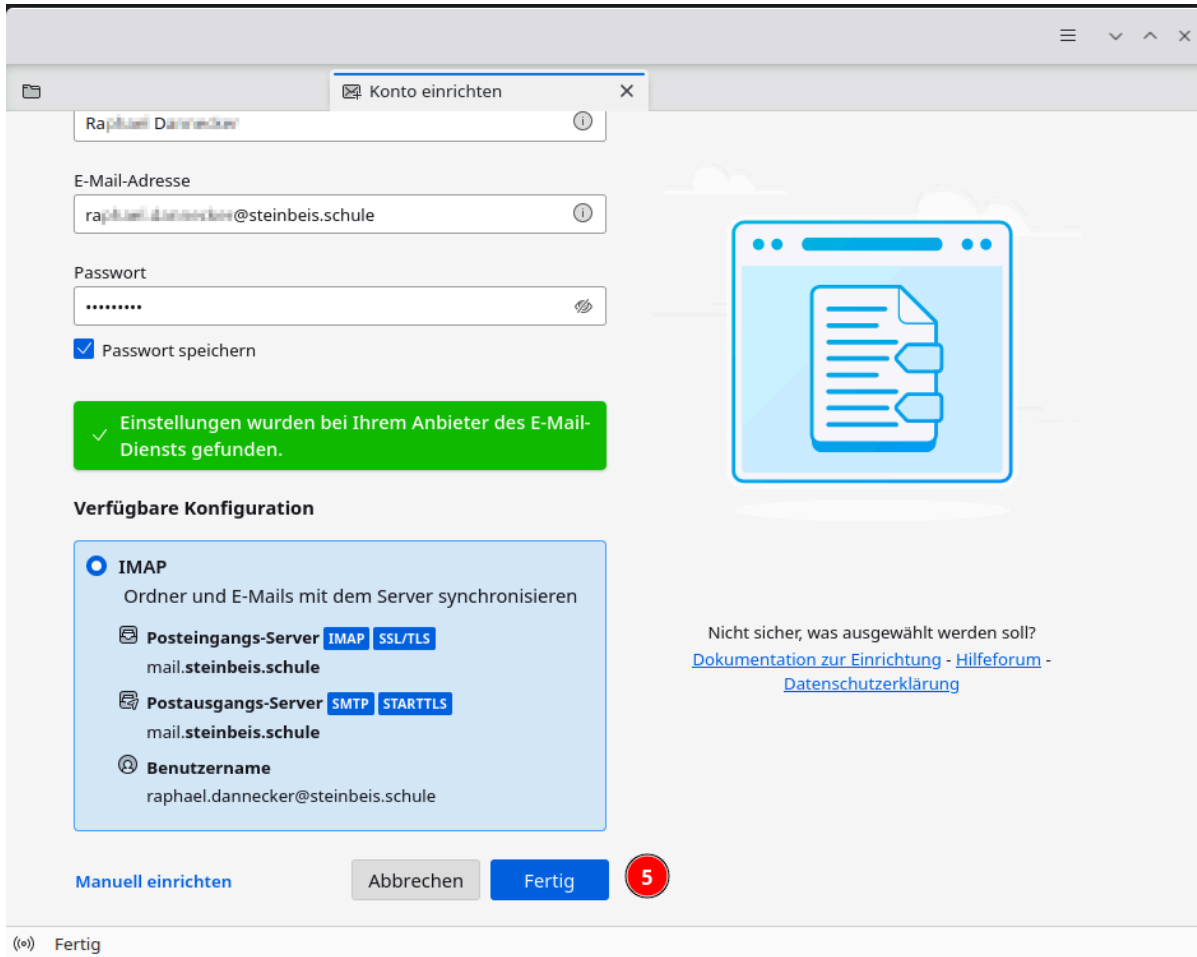 Konto einrichten
E-Mail-Adresse
@steinbeis.schule
Passwort
•••••••••
Passwort speichern
Einstellungen wurden bei Ihrem Anbieter des E-Mail-
Diensts gefunden.
Verfügbare Konfiguration
IMAP
Ordner und E-Mails mit dem Server synchronisieren
Posteingangs-Server IMAP SSL/TLS
mail.steinbeis.schule
Postausgangs-Server SMTP STARTTLS
mail.steinbeis.schule
Benutzername
raphael.dannecker@steinbeis.schule
Nicht sicher, was ausgewählt werden soll?
Dokumentation zur Einrichtung - Hilfeforum -
Datenschutzerklärung
Manuell einrichten
Abbrechen
Fertig
5
Fertig